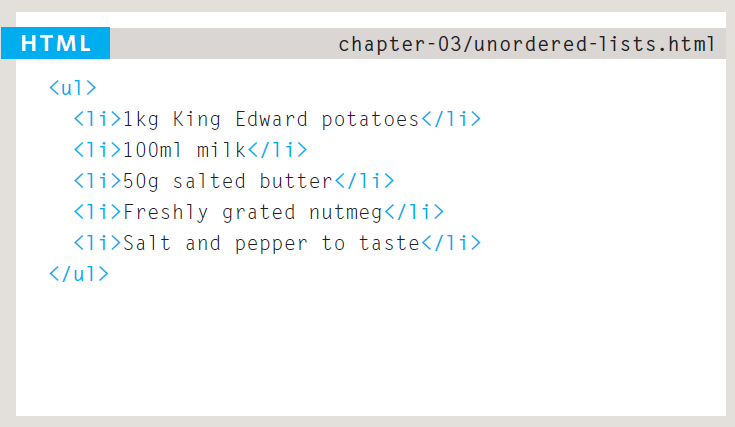 HTML chapter-03/unordered-lists.html
<ul>
<li>1kg King Edward potatoes</li>
<li>100ml milk</li>
<li>50g salted butter</li>
<li>Freshly grated nutmeg</li>
<li>Salt and pepper to taste</li>
</ul>